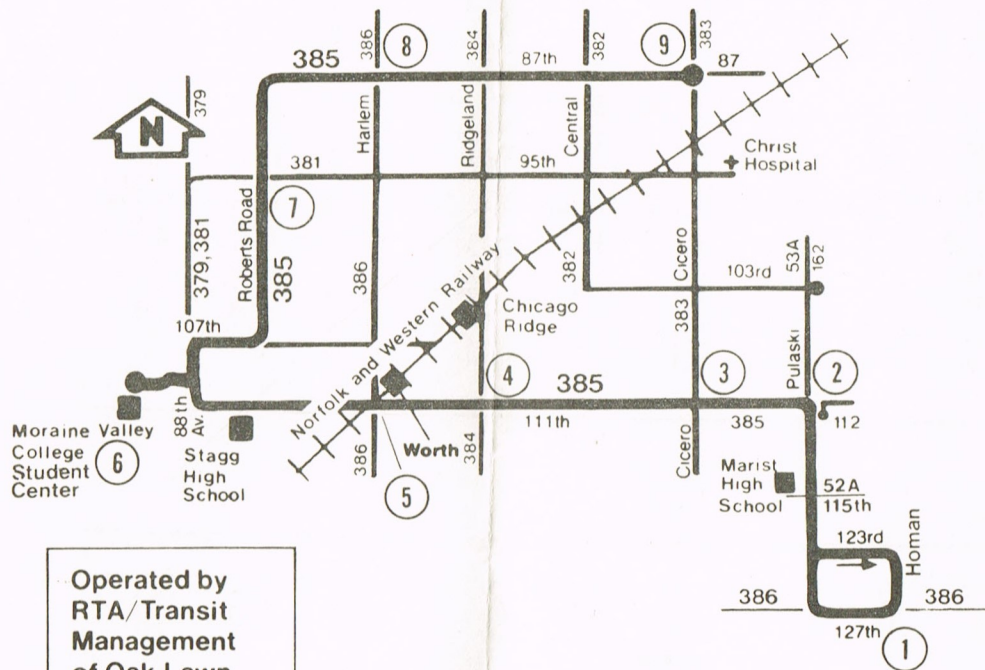 386
8
384
382
9
383
385
87th
87
379
N
Harlem
Ridgeland
Central
Christ
Hospital
381
95th
7
Roberts Road
379, 381
385
386
Norfolk and Western Railway
382
Cicero
383
103rd
53A
162
Chicago
Ridge
107th
Pulaski
4
385
3
2
111th
385
112
88th
Av.
Moraine Valley
College
Student
Center
6
Stagg
High
School
386
Worth
384
5
Cicero
Marist
High
School
52A
115th
123rd
Homan
386
386
127th
1
Operated by
RTA/Transit
Management
of Oak Lawn